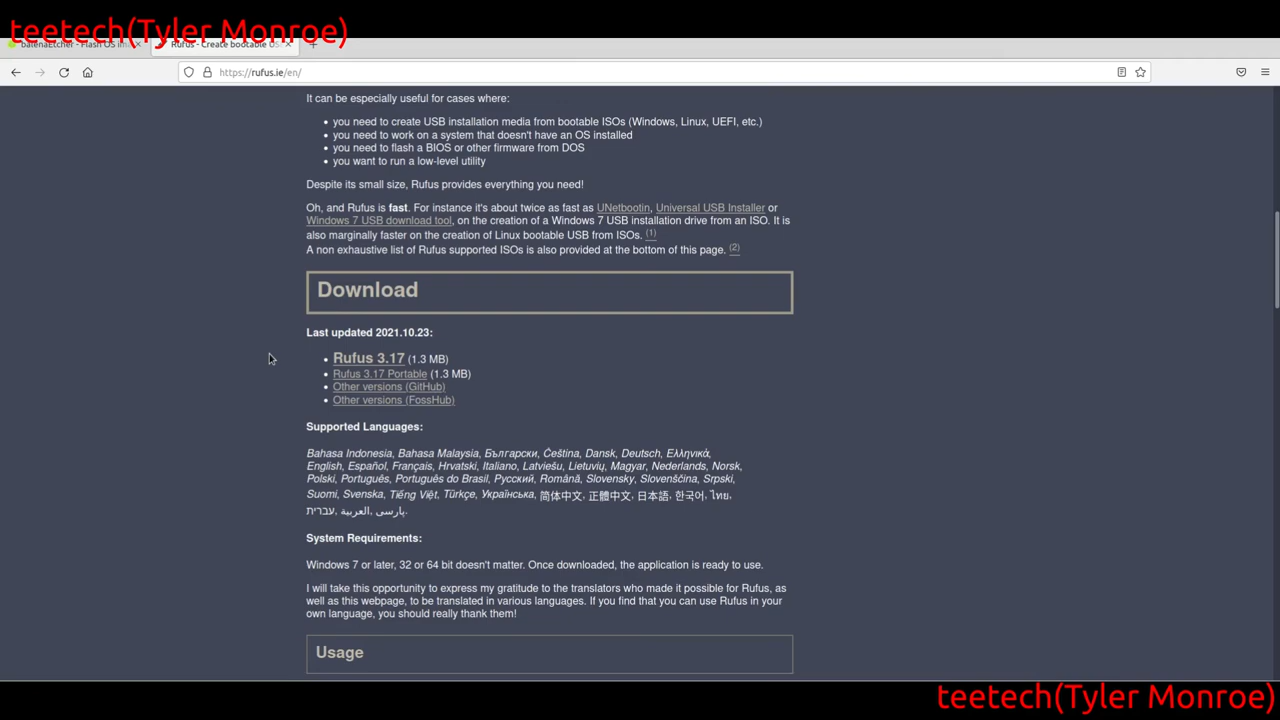 teetech(Tyler Monroe)
balenaEtcher - Flash OS im
Rufus - Create bootable US
https://rufus.ie/en/
It can be especially useful for cases where:
• you need to create USB installation media from bootable ISOs (Windows, Linux, UEFI, etc.)
• you need to work on a system that doesn't have an OS installed
• you need to flash a BIOS or other firmware from DOS
• you want to run a low-level utility
Despite its small size, Rufus provides everything you need!
Oh, and Rufus is fast. For instance it's about twice as fast as UNetbootin, Universal USB Installer or
Windows 7 USB download tool, on the creation of a Windows 7 USB installation drive from an ISO. It is
also marginally faster on the creation of Linux bootable USB from ISOs. (1)
A non exhaustive list of Rufus supported ISOs is also provided at the bottom of this page. (2)
Download
Last updated 2021.10.23:
• Rufus 3.17 (1.3 MB)
• Rufus 3.17 Portable (1.3 MB)
• Other versions (GitHub)
• Other versions (FossHub)
Supported Languages:
Bahasa Indonesia, Bahasa Malaysia, Български, Čeština, Dansk, Deutsch, Ελληνικά,
English, Español, Français, Hrvatski, Italiano, Latviešu, Lietuvių, Magyar, Nederlands, Norsk,
Polski, Português, Português do Brasil, Русский, Română, Slovensky, Slovenščina, Srpski,
Suomi, Svenska, Tiếng Việt, Türkçe, Українська, 简体中文, 正體中文, 日本語, 한국어, ไทย,
עברית, العربية, پارسی.
System Requirements:
Windows 7 or later, 32 or 64 bit doesn't matter. Once downloaded, the application is ready to use.
I will take this opportunity to express my gratitude to the translators who made it possible for Rufus, as
well as this webpage, to be translated in various languages. If you find that you can use Rufus in your
own language, you should really thank them!
Usage
teetech(Tyler Monroe)